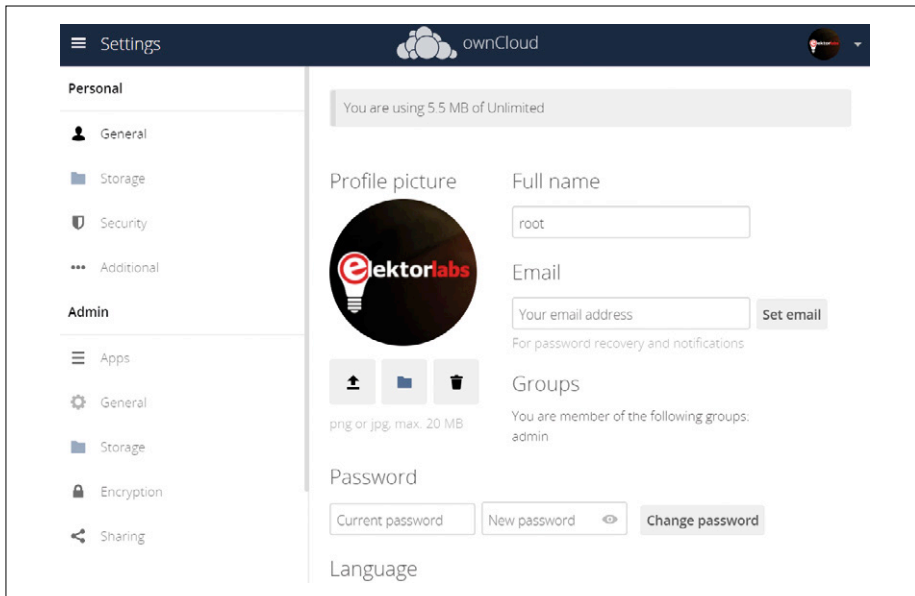 Settings
ownCloud
Personal
General
Storage
Security
Additional
Admin
Apps
General
Storage
Encryption
Sharing
You are using 5.5 MB of Unlimited
Profile picture
elektorlabs
png or jpg, max. 20 MB
Full name
root
Email
Your email address
Set email
For password recovery and notifications
Groups
You are member of the following groups:
admin
Password
Current password
New password
Change password
Language